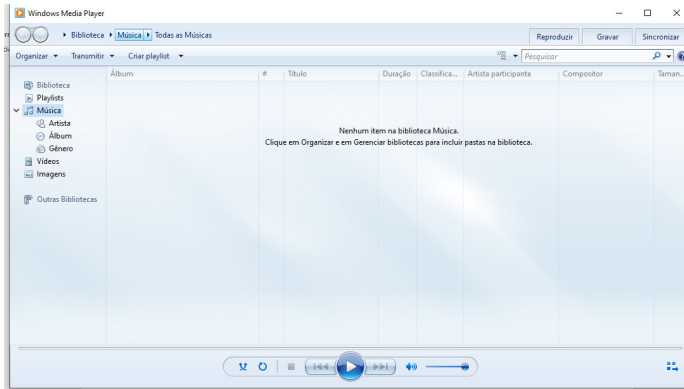 Windows Media Player
Biblioteca Música Todas as Músicas
Reproduzir Gravar Sincronizar
Organizar Transmitir Criar playlist
Pesquisar
Álbum # Título Duração Classifica... Artista participante Compositor Taman...
Biblioteca
Playlists
Música
Artista
Álbum
Gênero
Vídeos
Imagens
Outras Bibliotecas
Nenhum item na biblioteca Música.
Clique em Organizar e em Gerenciar bibliotecas para incluir pastas na biblioteca.